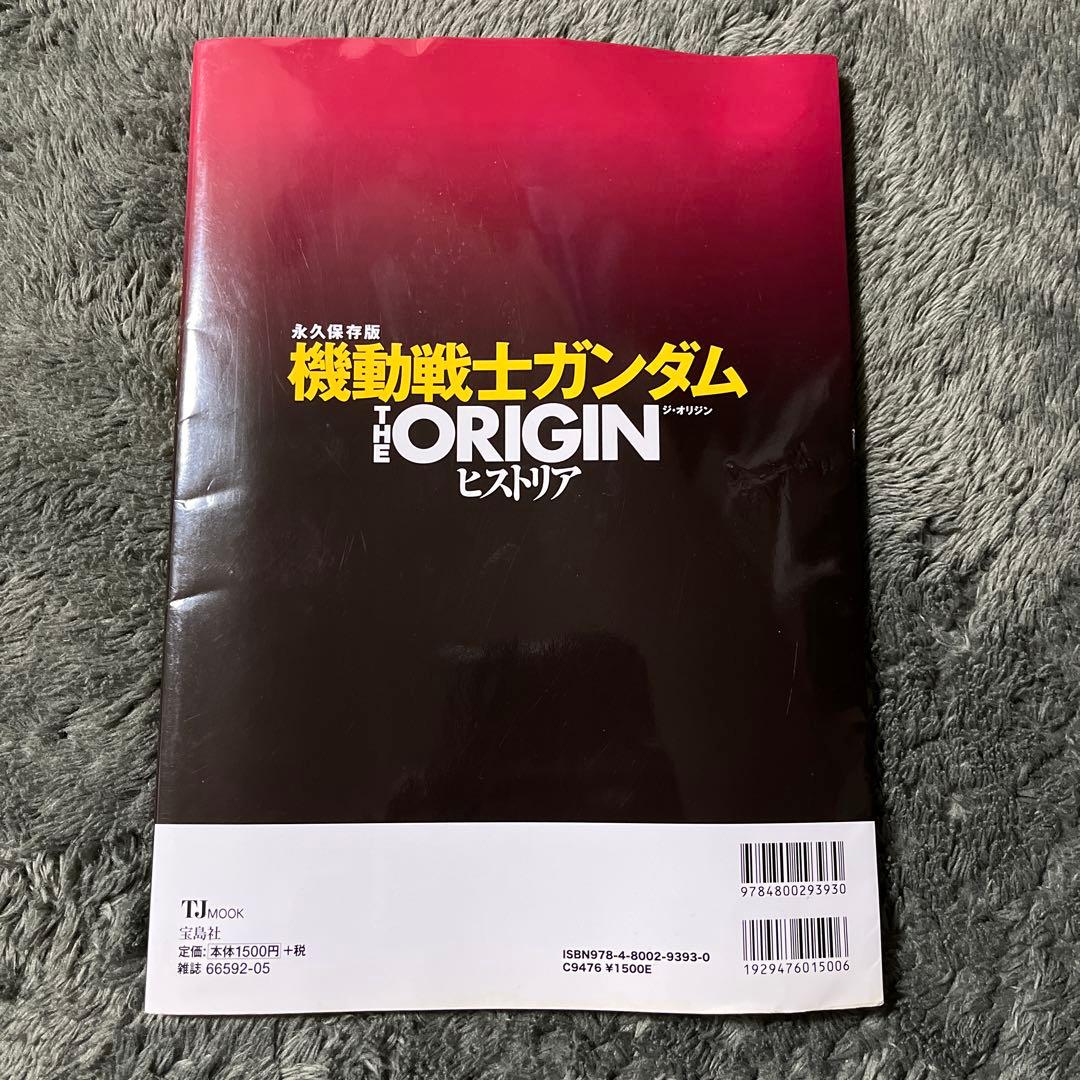 永久保存版
機動戦士ガンダム
THE ORIGIN ジ・オリジン
ヒストリア
9784800293930
TJ MOOK
宝島社
定価:本体1500円+税
雑誌 66592-05
ISBN978-4-8002-9393-0
C9476 ¥1500E
1929476015006